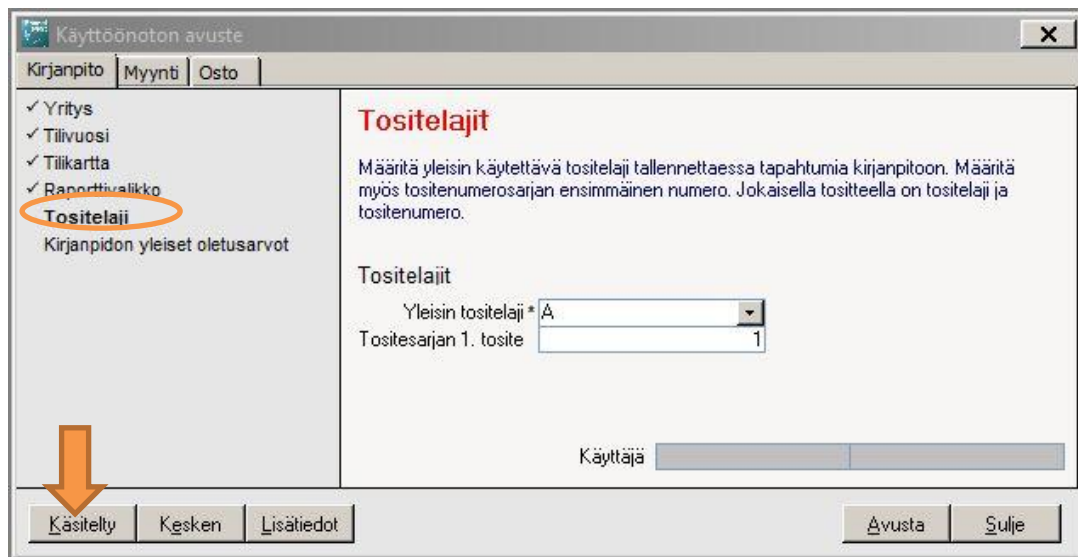 Käyttöönoton avuste
Kirjanpito Myynti Osto
✓ Yritys
✓ Tilivuosi
✓ Tilikartta
✓ Raporttivalikko
Tositelaji
Kirjanpidon yleiset oletusarvot
Tositelajit
Määritä yleisin käytettävä tositelaji tallennettaessa tapahtumia kirjanpitoon. Määritä
myös tositenumerosarjan ensimmäinen numero. Jokaisella tositteella on tositelaji ja
tositenumero.
Tositelajit
Yleisin tositelaji * A
Tositesarjan 1. tosite 1
Käyttäjä
Käsitelty Kesken Lisätiedot Avusta Sulje